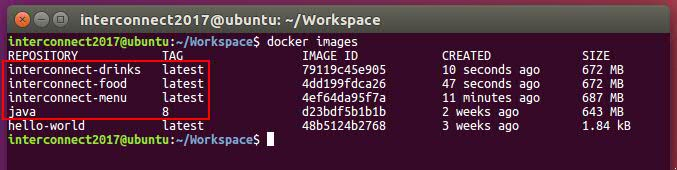 interconnect2017@ubuntu: ~/Workspace
interconnect2017@ubuntu:~/Workspace$ docker images
REPOSITORY TAG IMAGE ID CREATED SIZE
interconnect-drinks latest 79119c45e905 10 seconds ago 672 MB
interconnect-food latest 4dd199fdca26 47 seconds ago 672 MB
interconnect-menu latest 4ef64da95f7a 11 minutes ago 687 MB
java 8 d23bdf5b1b1b 2 weeks ago 643 MB
hello-world latest 48b5124b2768 3 weeks ago 1.84 kB
interconnect2017@ubuntu:~/Workspace$